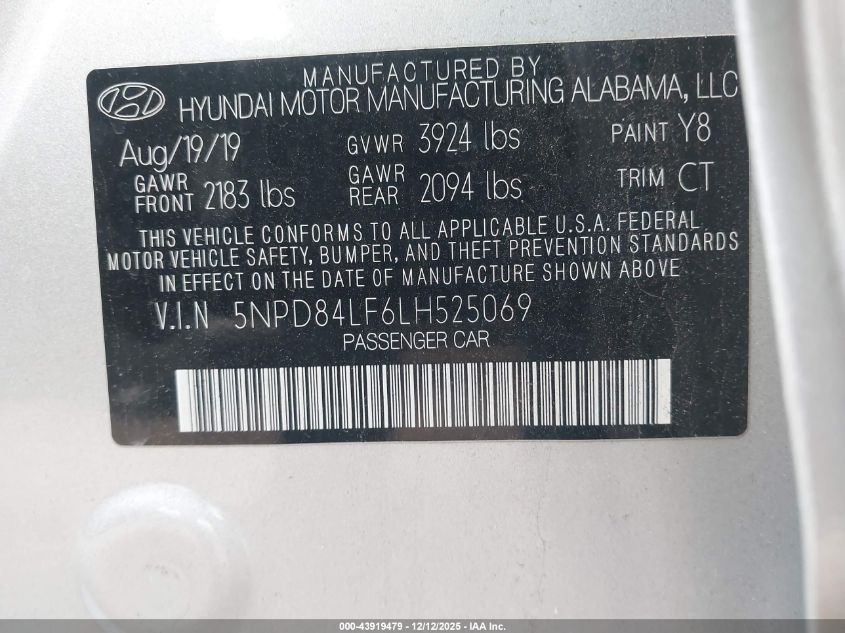 MANUFACTURED BY
HYUNDAI MOTOR MANUFACTURING ALABAMA, LLC
Aug/19/19 GVWR 3924 lbs PAINT Y8
GAWR FRONT 2183 lbs GAWR REAR 2094 lbs TRIM CT
THIS VEHICLE CONFORMS TO ALL APPLICABLE U.S.A. FEDERAL
MOTOR VEHICLE SAFETY, BUMPER, AND THEFT PREVENTION STANDARDS
IN EFFECT ON THE DATE OF MANUFACTURE SHOWN ABOVE
V.I.N 5NPD84LF6LH525069
PASSENGER CAR
000-43919479 - 12/12/2025 - IAA Inc.